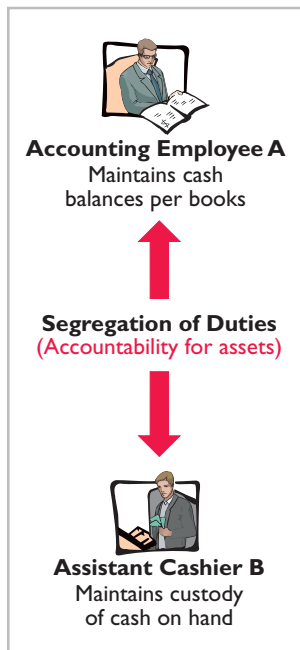 Accounting Employee A
Maintains cash
balances per books
Segregation of Duties
(Accountability for assets)
Assistant Cashier B
Maintains custody
of cash on hand